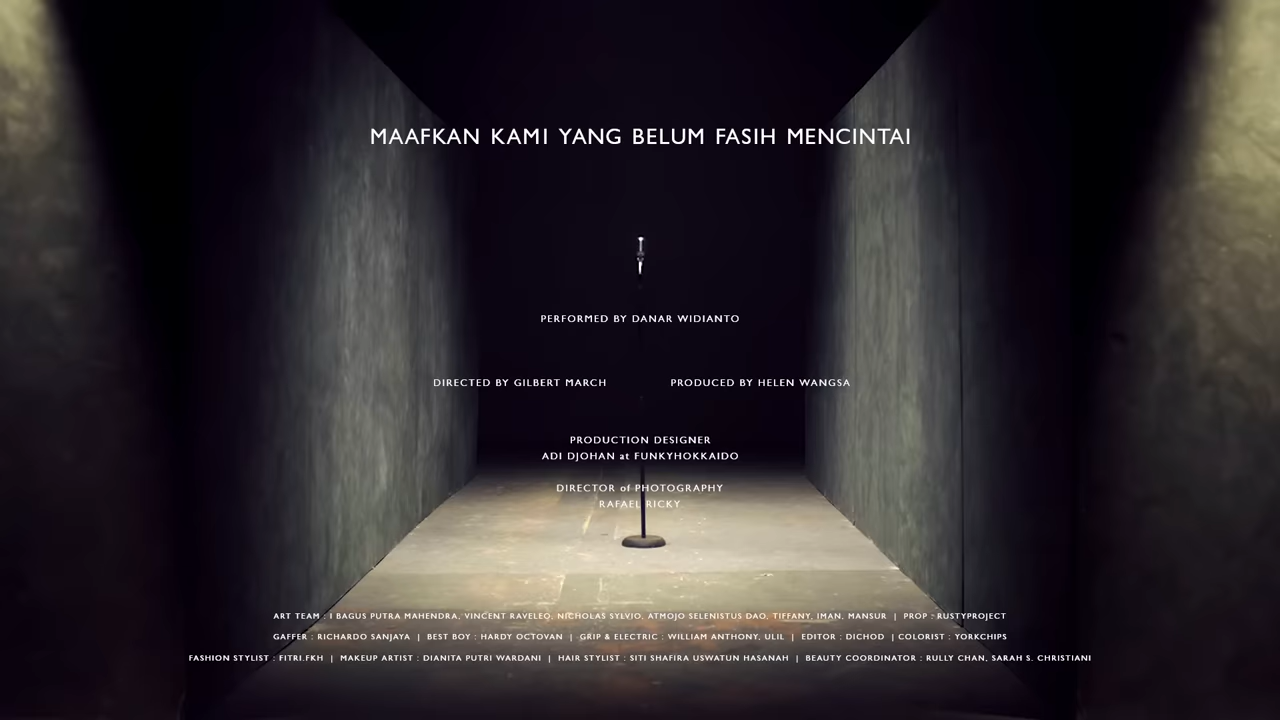 MAAFKAN KAMI YANG BELUM FASIH MENCINTAI
PERFORMED BY DANAR WIDIANTO
DIRECTED BY GILBERT MARCH PRODUCED BY HELEN WANGSA
PRODUCTION DESIGNER
ADI DJOHAN at FUNKYHOKKAIDO
DIRECTOR of PHOTOGRAPHY
RAFAEL RICKY
ART TEAM : I BAGUS PUTRA MAHENDRA, VINCENT RAVELEO, NICHOLAS SYLVIO, ATMOJO SELENISTUS DAO, TIFFANY, IMAN, MANSUR | PROP : RUSTYPROJECT
GAFFER : RICHARDO SANJAYA | BEST BOY : HARDY OCTOVAN | GRIP & ELECTRIC : WILLIAM ANTHONY, ULIL | EDITOR : DICHOD | COLORIST : YORKCHIPS
FASHION STYLIST : FITRI.FKH | MAKEUP ARTIST : DIANITA PUTRI WARDANI | HAIR STYLIST : SITI SHAFIRA USWATUN HASANAH | BEAUTY COORDINATOR : RULLY CHAN, SARAH S. CHRISTIANI